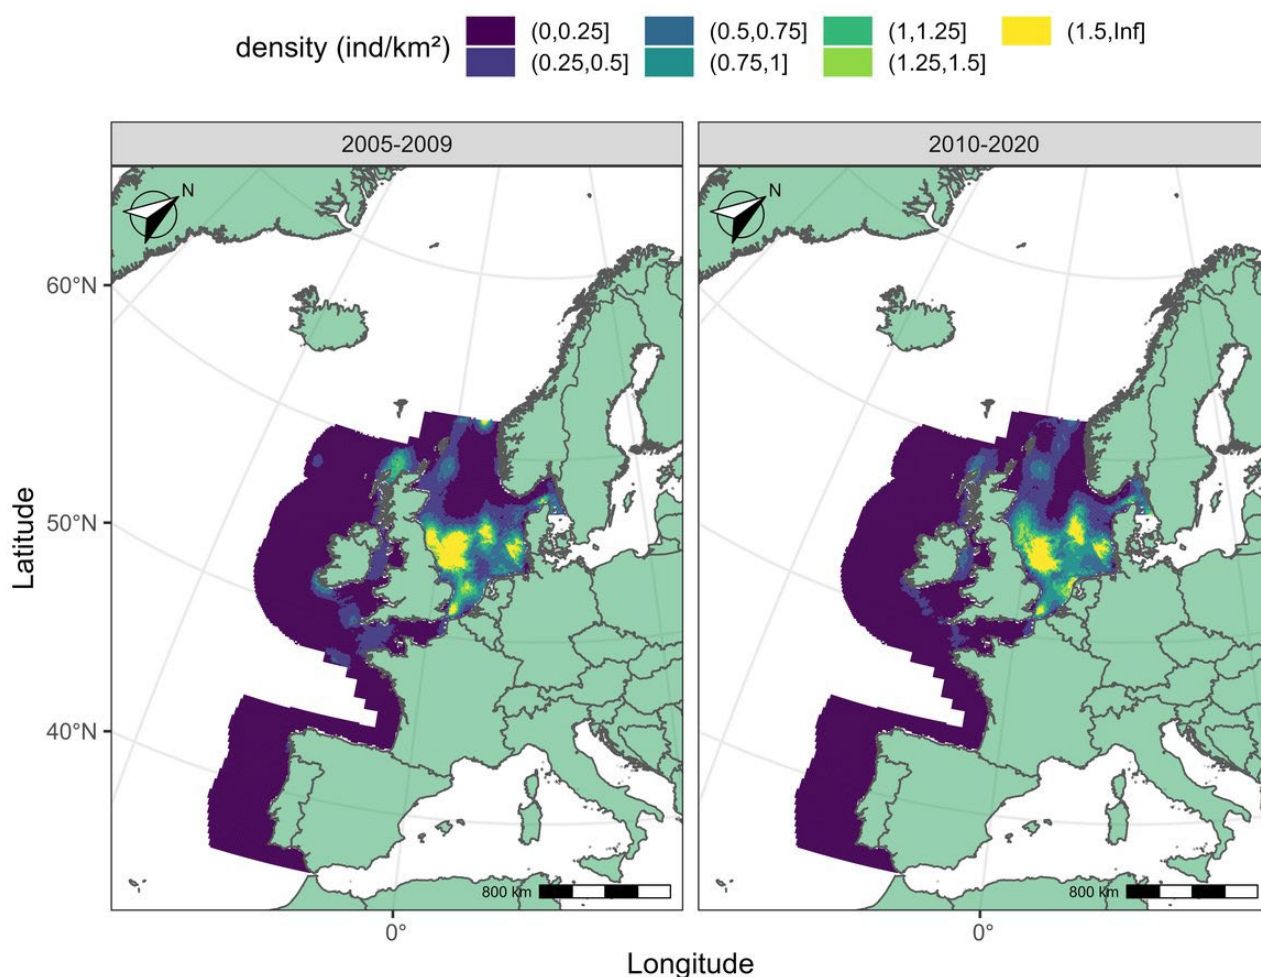 density (ind/km²)
(0,0.25] (0.5,0.75] (1,1.25] (1.5,Inf]
(0.25,0.5] (0.75,1] (1.25,1.5]
2005-2009 2010-2020
N N
60°N
50°N
40°N
Latitude
800 km 800 km
0° 0°
Longitude